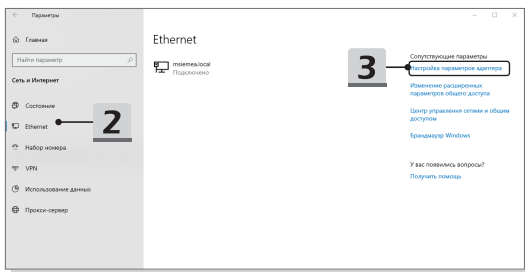 Параметры
Главная
Найти параметр
Сеть и Интернет
Состояние
Ethernet
2
Набор номера
VPN
Использование данных
Прокси-сервер
Ethernet
msiemea.local
Подключено
3
Сопутствующие параметры
Настройка параметров адаптера
Изменение расширенных
параметров общего доступа
Центр управления сетями и общим
доступом
Брандмауэр Windows
У вас появились вопросы?
Получить помощь